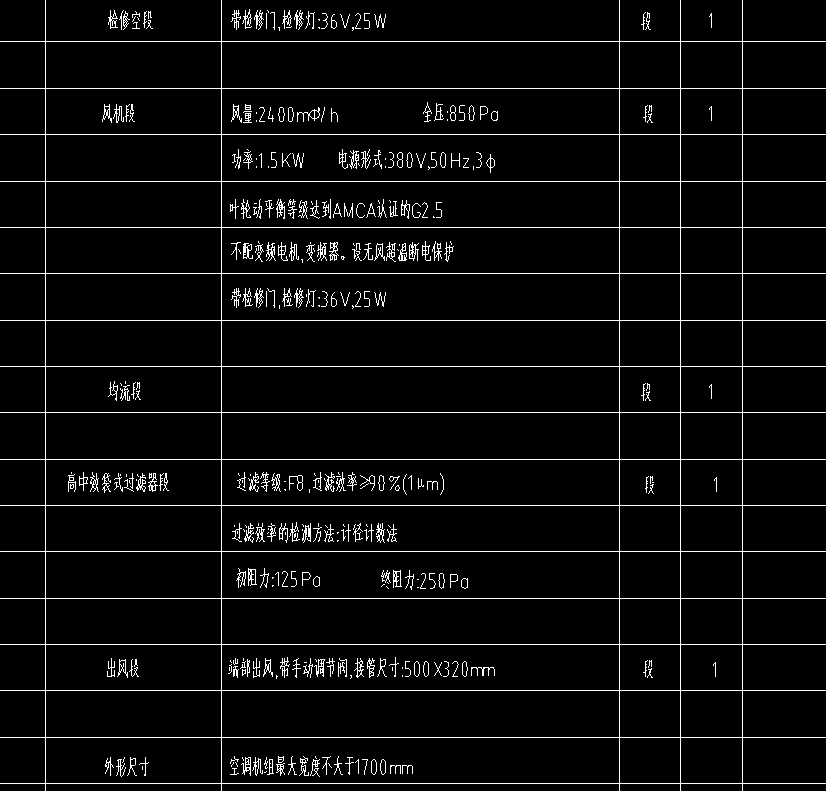 检修空段 带检修门,检修灯:36V,25W 段 1
风机段 风量:2400m³/h 全压:850Pa 段 1
功率:1.5KW 电源形式:380V,50Hz,3ф
叶轮动平衡等级达到AMCA认证的G2.5
不配变频电机,变频器。设无风超温断电保护
带检修门,检修灯:36V,25W
均流段 段 1
高中效袋式过滤器段 过滤等级:F8,过滤效率≥90%(1μm) 段 1
过滤效率的检测方法:计径计数法
初阻力:125Pa 终阻力:250Pa
出风段 端部出风,带手动调节阀,接管尺寸:500X320mm 段 1
外形尺寸 空调机组最大宽度不大于1700mm